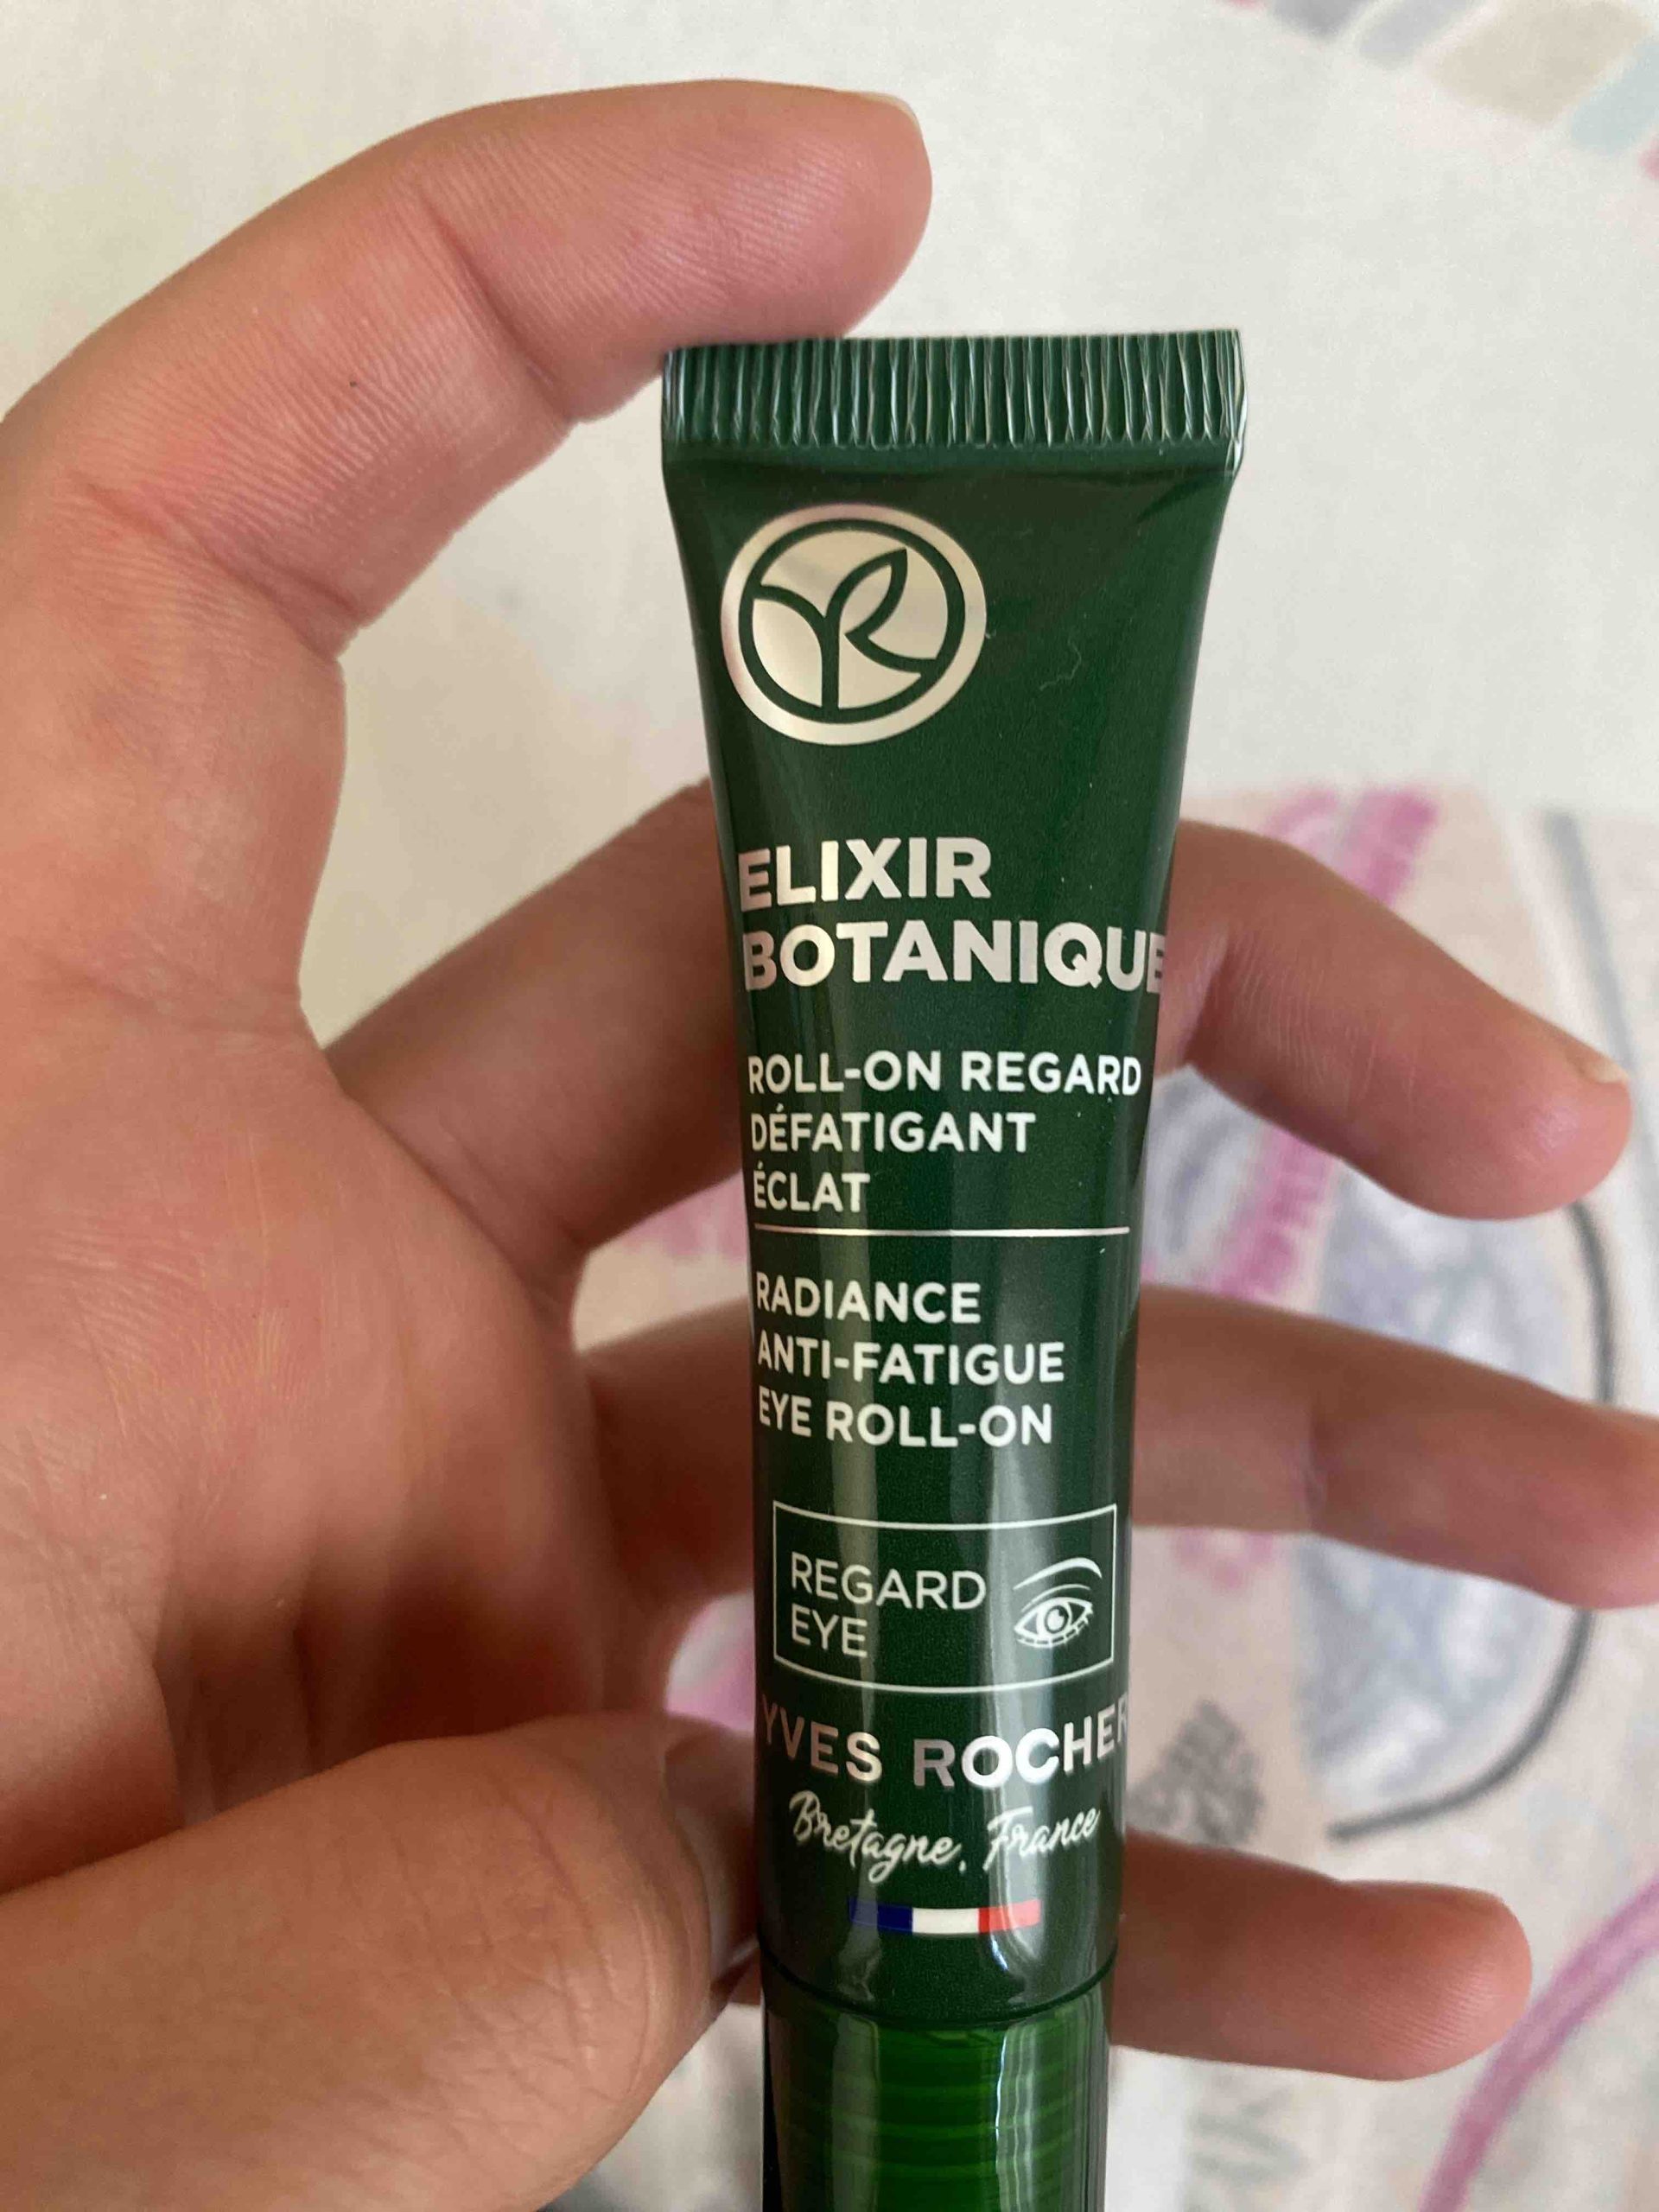 ELIXIR
BOTANIQUE
ROLL-ON REGARD
DÉFATIGANT
ÉCLAT
RADIANCE
ANTI-FATIGUE
EYE ROLL-ON
REGARD
EYE
YVES ROCHER
Bretagne, France